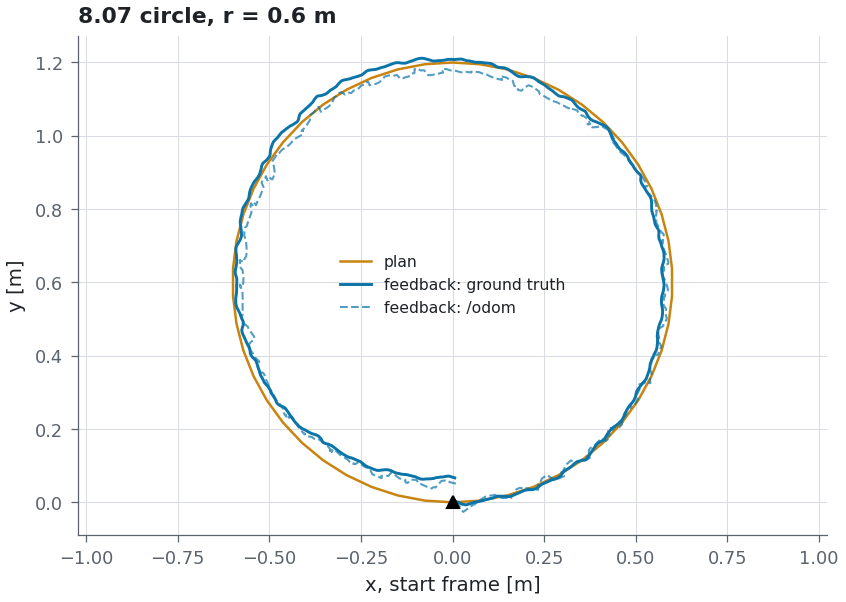 8.07 circle, r = 0.6 m
y [m]
1.2
1.0
0.8
0.6
0.4
0.2
0.0
plan
feedback: ground truth
feedback: /odom
−1.00 −0.75 −0.50 −0.25 0.00 0.25 0.50 0.75 1.00
x, start frame [m]